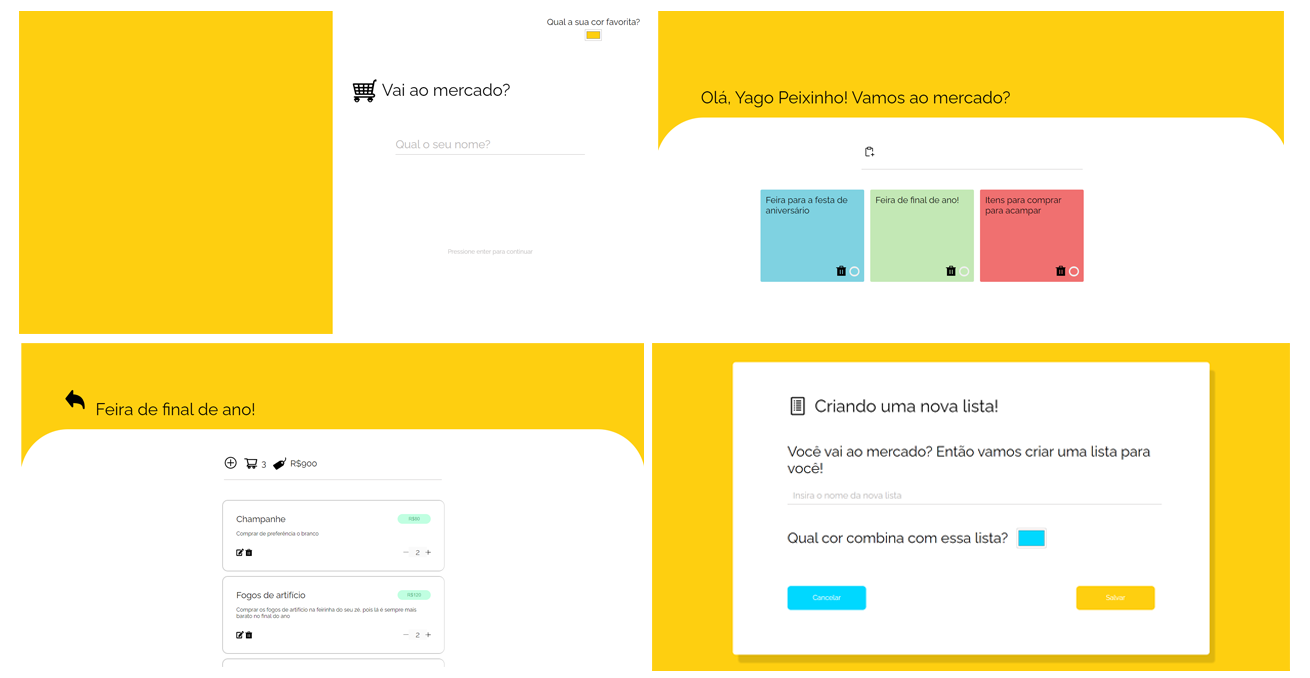 Qual a sua cor favorita?
Vai ao mercado?
Qual o seu nome?
Pressione enter para continuar
Olá, Yago Peixinho! Vamos ao mercado?
Feira para a festa de
aniversário
Feira de final de ano!
Itens para comprar
para acampar
Feira de final de ano!
3
R$900
Champanhe
Comprar de preferência o branco
2
Fogos de artifício
Comprar os fogos de artifício na feirinha do seu zé, pois lá é sempre mais
barato no final do ano
2
Criando uma nova lista!
Você vai ao mercado? Então vamos criar uma lista para
você!
Insira o nome da nova lista
Qual cor combina com essa lista?
Cancelar
Salvar